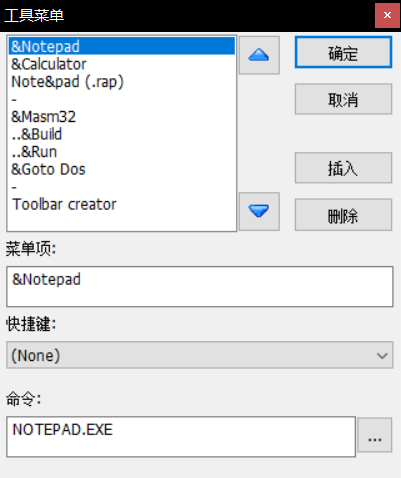 工具菜单
&Notepad
&Calculator
Note&pad (.rap)
-
&Masm32
..&Build
..&Run
&Goto Dos
-
Toolbar creator
确定
取消
插入
删除
菜单项:
&Notepad
快捷键:
(None)
命令:
NOTEPAD.EXE
...